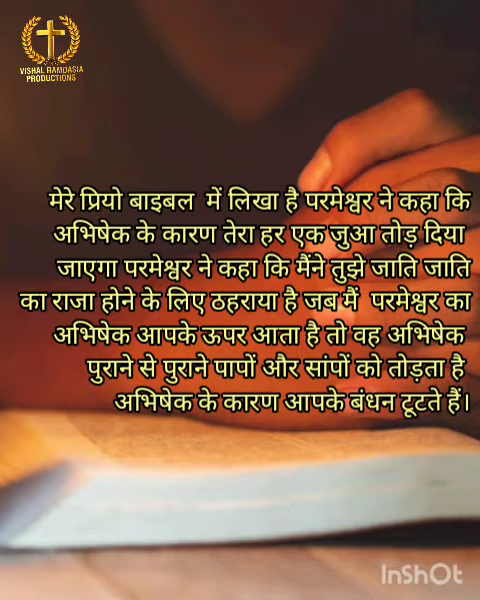 VISHAL RAMDASIA
PRODUCTIONS
मेरे प्रियो बाइबल में लिखा है परमेश्वर ने कहा कि
अभिषेक के कारण तेरा हर एक जुआ तोड़ दिया
जाएगा परमेश्वर ने कहा कि मैंने तुझे जाति जाति
का राजा होने के लिए ठहराया है जब मैं परमेश्वर का
अभिषेक आपके ऊपर आता है तो वह अभिषेक
पुराने से पुराने पापों और सांपों को तोड़ता है
अभिषेक के कारण आपके बंधन टूटते हैं।
InShOt